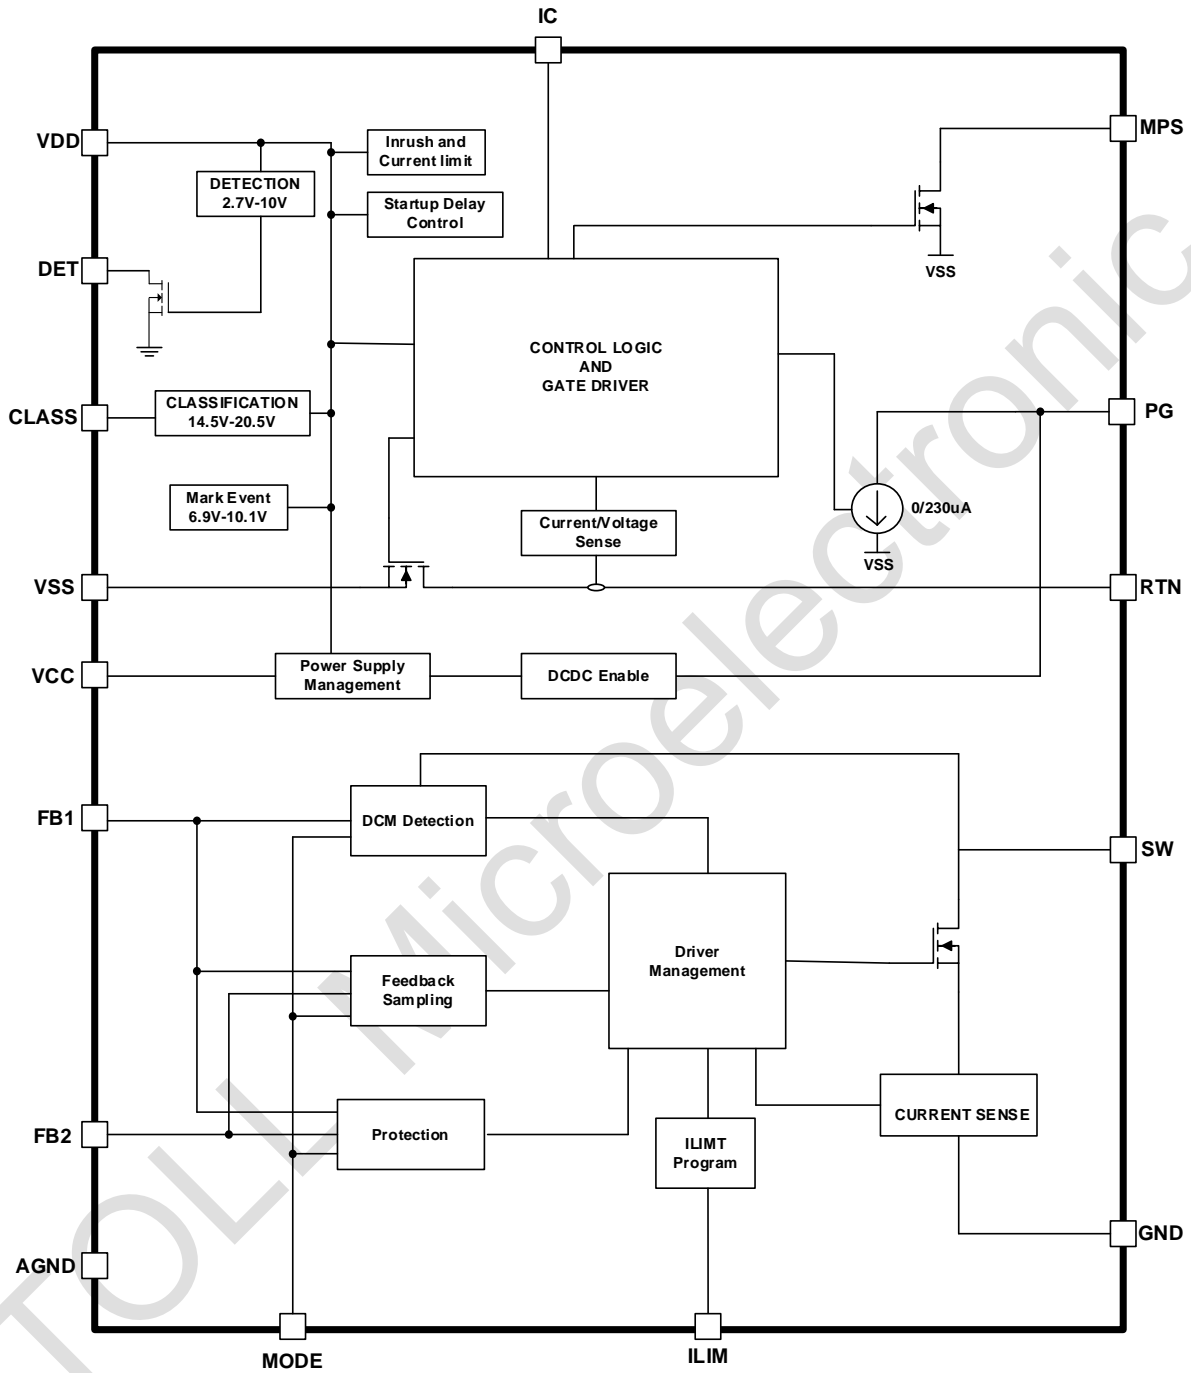 IC
VDD
MPS
Inrush and
Current limit
DETECTION
2.7V-10V
Startup Delay
Control
DET
VSS
CONTROL LOGIC
AND
GATE DRIVER
CLASS
CLASSIFICATION
14.5V-20.5V
PG
Mark Event
6.9V-10.1V
0/230uA
Current/Voltage
Sense
VSS
VSS
RTN
VCC
Power Supply
Management
DCDC Enable
FB1
DCM Detection
SW
Driver
Management
Feedback
Sampling
FB2
Protection
ILIMT
Program
CURRENT SENSE
AGND
GND
MODE
ILIM
TOLL Microelectronic